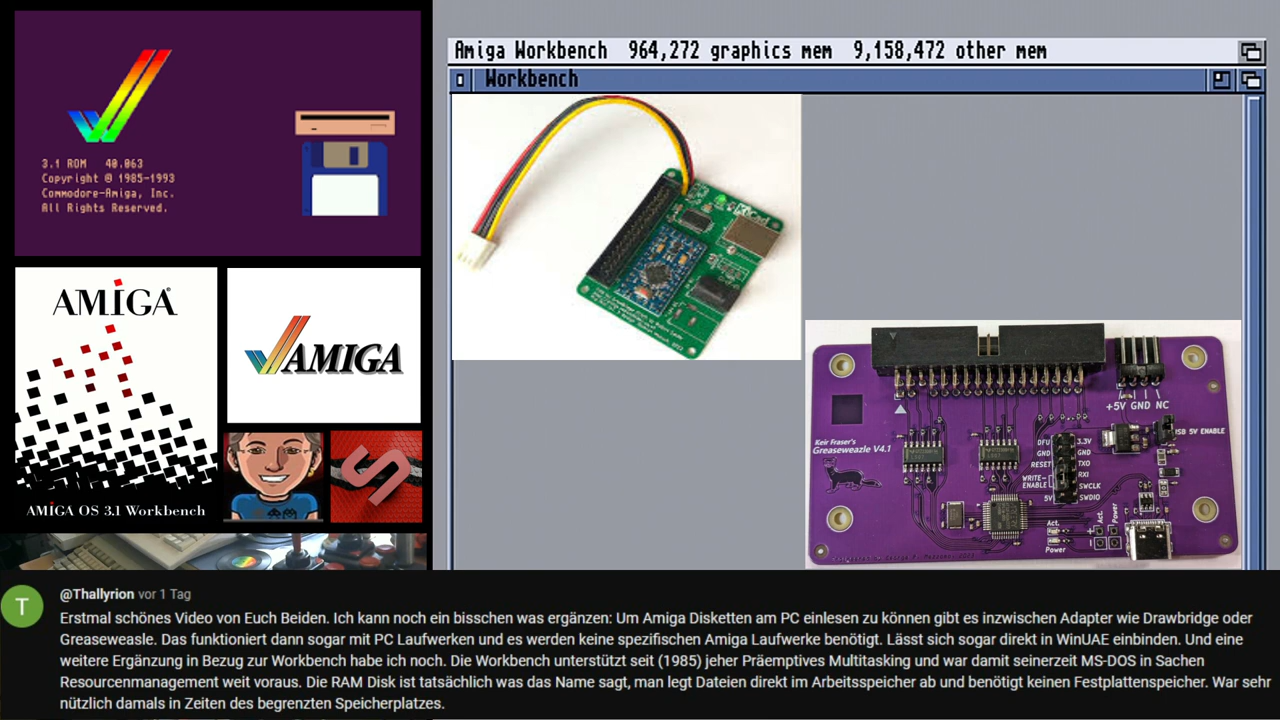 3.1 ROM 40.063
Copyright © 1985-1993
Commodore-Amiga, Inc.
All Rights Reserved.
AMIGA®
AMIGA OS 3.1 Workbench
AMIGA
Amiga Workbench 964,272 graphics mem 9,158,472 other mem
Workbench
+5V GND NC
USB 5V ENABLE
Keir Fraser's
Greaseweazle V4.1
DFU
GND
RESET
WRITE-
ENABLE
5V
3.3V
GND
TXO
RXI
SWCLK
SWDIO
Act.
Power
Act.
Power
T
@Thallyrion vor 1 Tag
Erstmal schönes Video von Euch Beiden. Ich kann noch ein bisschen was ergänzen: Um Amiga Disketten am PC einlesen zu können gibt es inzwischen Adapter wie Drawbridge oder
Greaseweasle. Das funktioniert dann sogar mit PC Laufwerken und es werden keine spezifischen Amiga Laufwerke benötigt. Lässt sich sogar direkt in WinUAE einbinden. Und eine
weitere Ergänzung in Bezug zur Workbench habe ich noch. Die Workbench unterstützt seit (1985) jeher Präemptives Multitasking und war damit seinerzeit MS-DOS in Sachen
Resourcenmanagement weit voraus. Die RAM Disk ist tatsächlich was das Name sagt, man legt Dateien direkt im Arbeitsspeicher ab und benötigt keinen Festplattenspeicher. War sehr
nützlich damals in Zeiten des begrenzten Speicherplatzes.